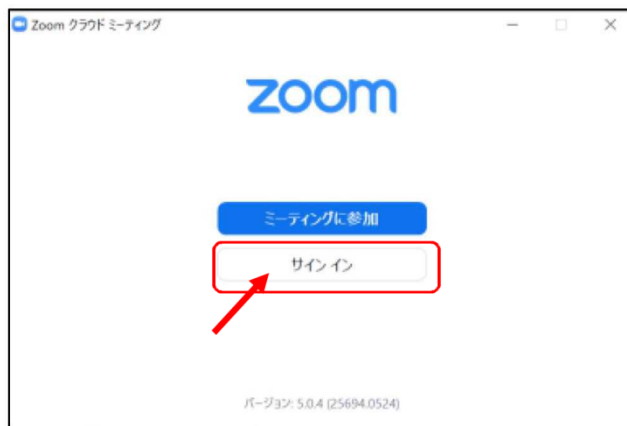 Zoom クラウド ミーティング
zoom
ミーティングに参加
サイン イン
バージョン: 5.0.4 (25694.0524)